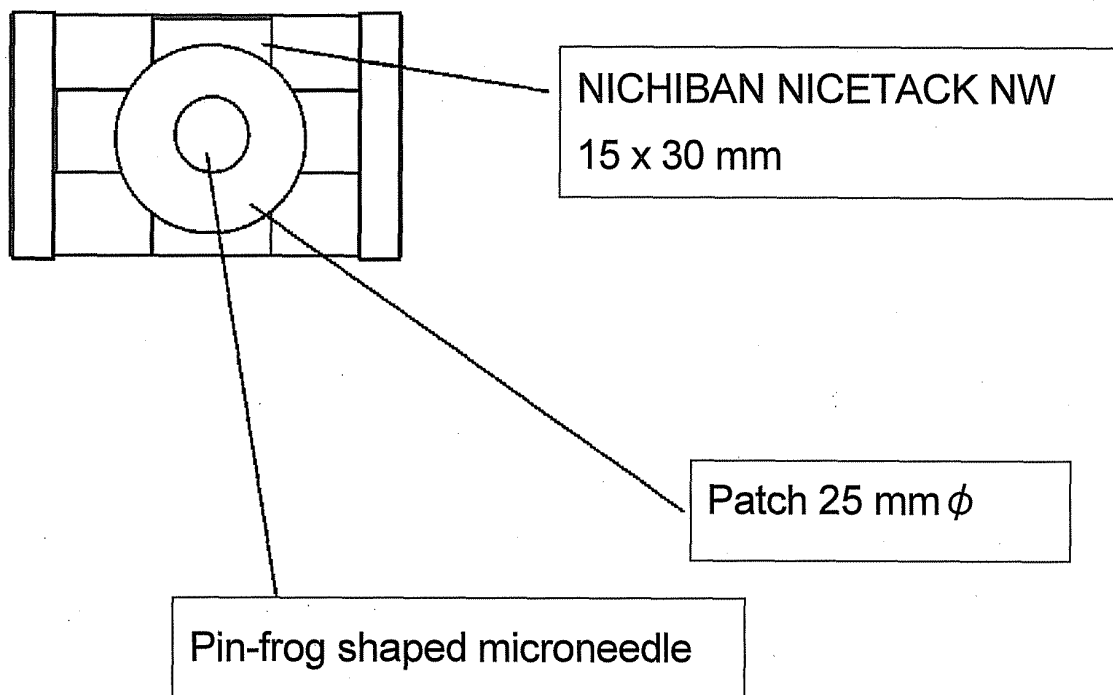 NICHIBAN NICETACK NW
15 x 30 mm
Patch 25 mm ϕ
Pin-frog shaped microneedle